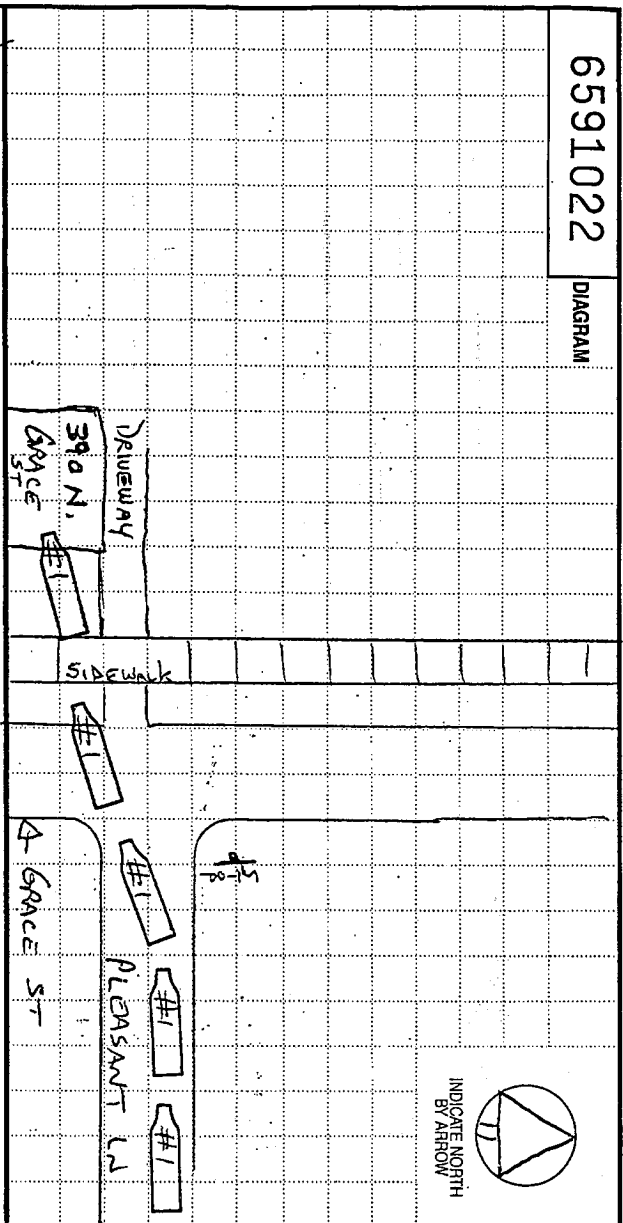 6591022
DIAGRAM
INDICATE NORTH
BY ARROW
DRIVEWAY
390 N.
GRACE
ST
#1
SIDEWALK
#1
#1
#1
#1
PLEASANT LN
GRACE ST